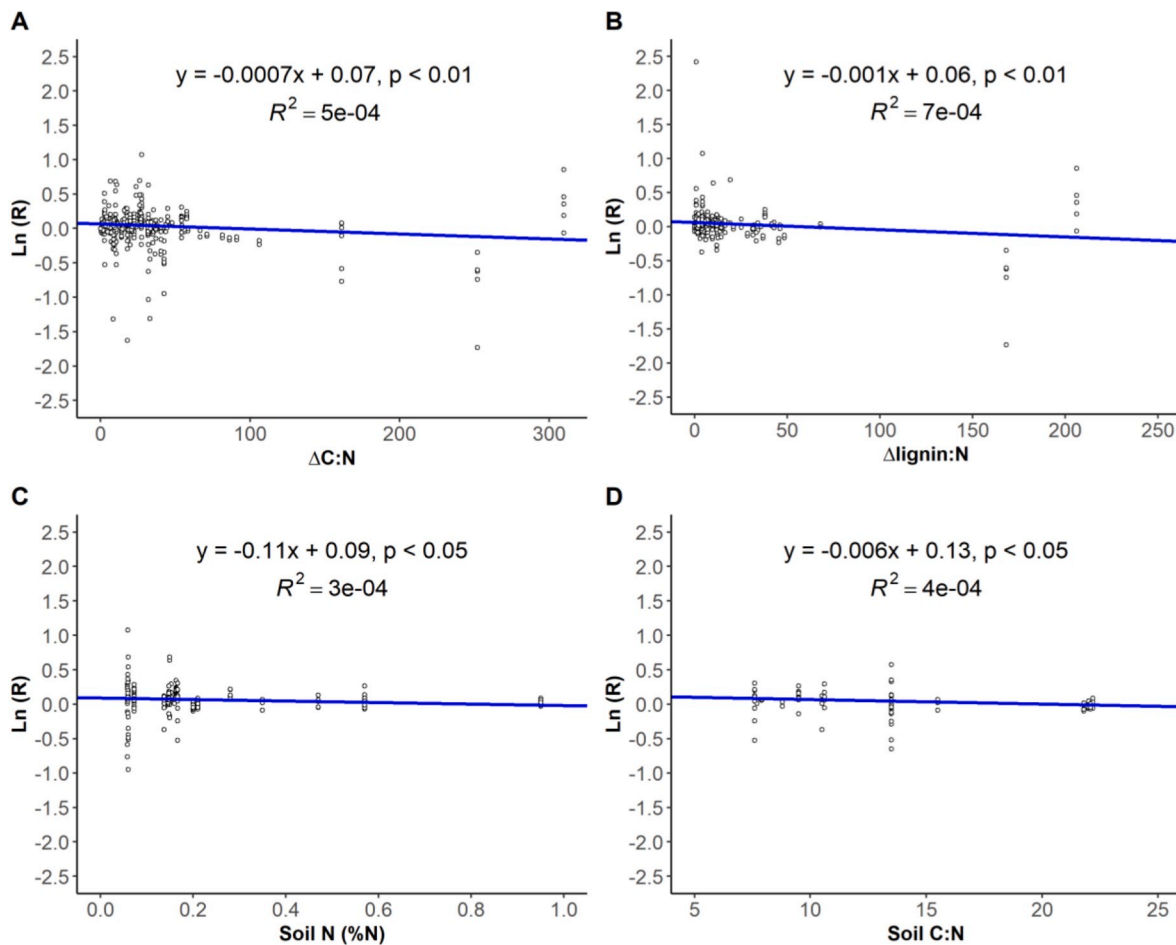 A
y = -0.0007x + 0.07, p < 0.01
R² = 5e-04
2.5
2.0
1.5
1.0
0.5
0.0
-0.5
-1.0
-1.5
-2.0
-2.5
Ln (R)
0 100 200 300
ΔC:N
B
y = -0.001x + 0.06, p < 0.01
R² = 7e-04
2.5
2.0
1.5
1.0
0.5
0.0
-0.5
-1.0
-1.5
-2.0
-2.5
Ln (R)
0 50 100 150 200 250
Δlignin:N
C
y = -0.11x + 0.09, p < 0.05
R² = 3e-04
2.5
2.0
1.5
1.0
0.5
0.0
-0.5
-1.0
-1.5
-2.0
-2.5
Ln (R)
0.0 0.2 0.4 0.6 0.8 1.0
Soil N (%N)
D
y = -0.006x + 0.13, p < 0.05
R² = 4e-04
2.5
2.0
1.5
1.0
0.5
0.0
-0.5
-1.0
-1.5
-2.0
-2.5
Ln (R)
5 10 15 20 25
Soil C:N